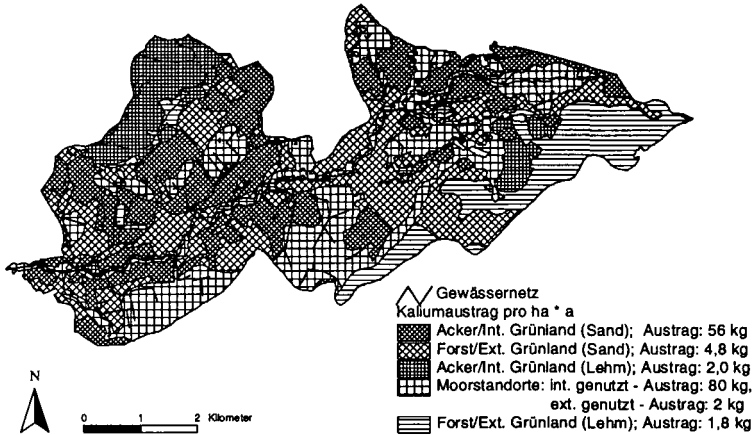 Gewässernetz
Kaliumaustrag pro ha * a
Acker/Int. Grünland (Sand); Austrag: 56 kg
Forst/Ext. Grünland (Sand); Austrag: 4,8 kg
Acker/Int. Grünland (Lehm); Austrag: 2,0 kg
Moorstandorte: int. genutzt - Austrag: 80 kg,
ext. genutzt - Austrag: 2 kg
Forst/Ext. Grünland (Lehm); Austrag: 1,8 kg
N
0 1 2 Kilometer